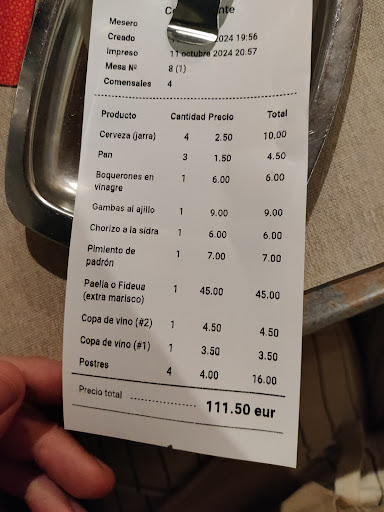 Mesero
Creado 2024 19:56
Impreso 11 octubre 2024 20:57
Mesa Nº 8 (1)
Comensales 4
Producto Cantidad Precio Total
Cerveza (jarra) 4 2.50 10.00
Pan 3 1.50 4.50
Boquerones en 1 6.00 6.00
vinagre
Gambas al ajillo 1 9.00 9.00
Chorizo a la sidra 1 6.00 6.00
Pimiento de 1 7.00 7.00
padrón
Paella o Fideua 1 45.00 45.00
(extra marisco)
Copa de vino (#2) 1 4.50 4.50
Copa de vino (#1) 1 3.50 3.50
Postres 4 4.00 16.00
Precio total 111.50 eur